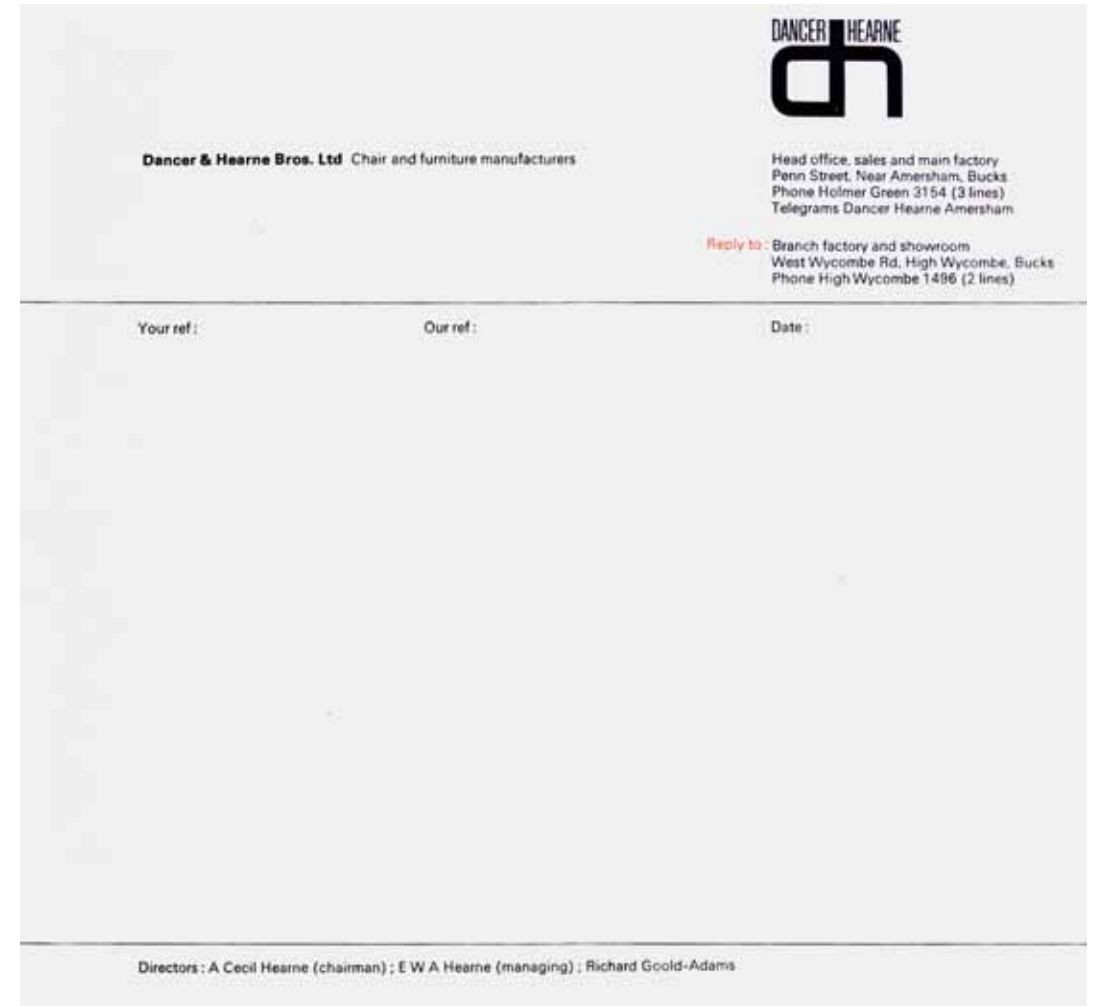 DANCER HEARNE
dh
Dancer & Hearne Bros. Ltd Chair and furniture manufacturers
Head office, sales and main factory
Penn Street, Near Amersham, Bucks
Phone Holmer Green 3154 (3 lines)
Telegrams Dancer Hearne Amersham
Reply to : Branch factory and showroom
West Wycombe Rd, High Wycombe, Bucks
Phone High Wycombe 1496 (2 lines)
Your ref : Our ref : Date :
Directors : A Cecil Hearne (chairman) ; E W A Hearne (managing) ; Richard Goold-Adams